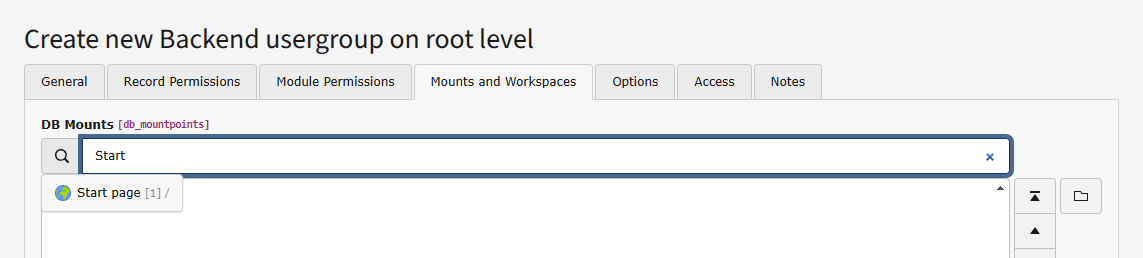 Create new Backend usergroup on root level
General Record Permissions Module Permissions Mounts and Workspaces Options Access Notes
DB Mounts [db_mountpoints]
Start ×
Start page [1] /